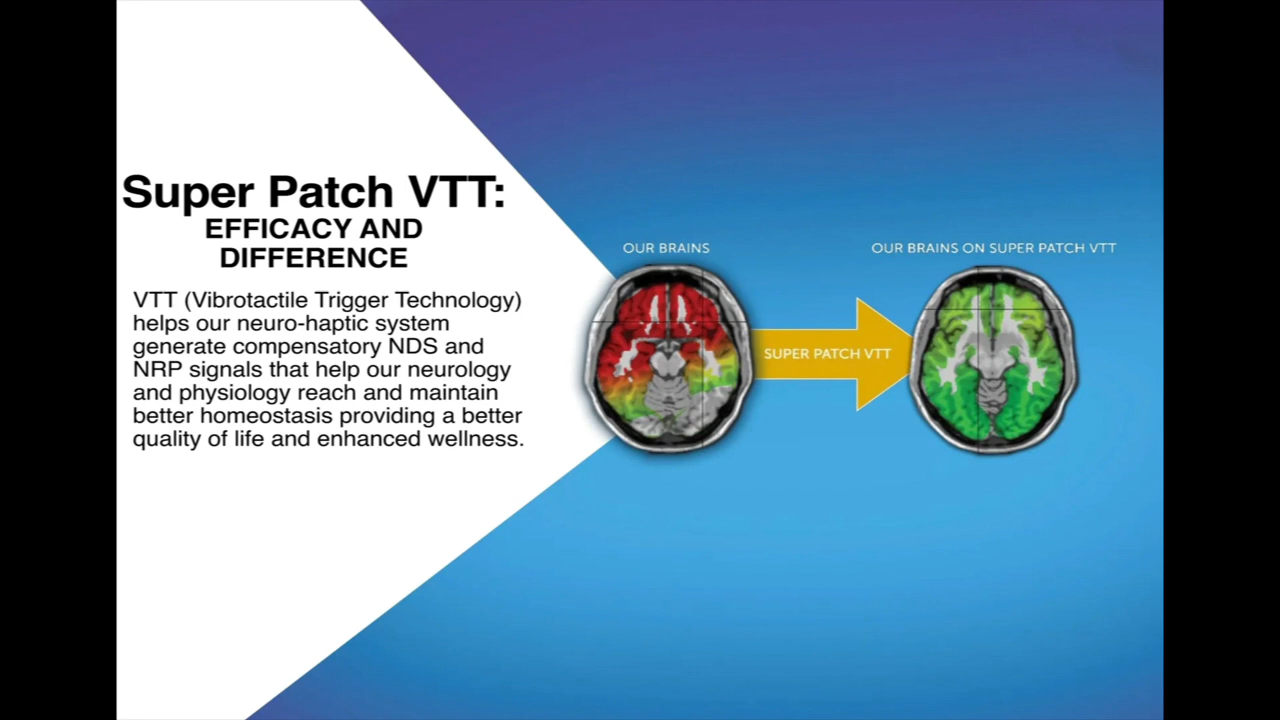 Super Patch VTT:
EFFICACY AND
DIFFERENCE
VTT (Vibrotactile Trigger Technology)
helps our neuro-haptic system
generate compensatory NDS and
NRP signals that help our neurology
and physiology reach and maintain
better homeostasis providing a better
quality of life and enhanced wellness.
OUR BRAINS
SUPER PATCH VTT
OUR BRAINS ON SUPER PATCH VTT